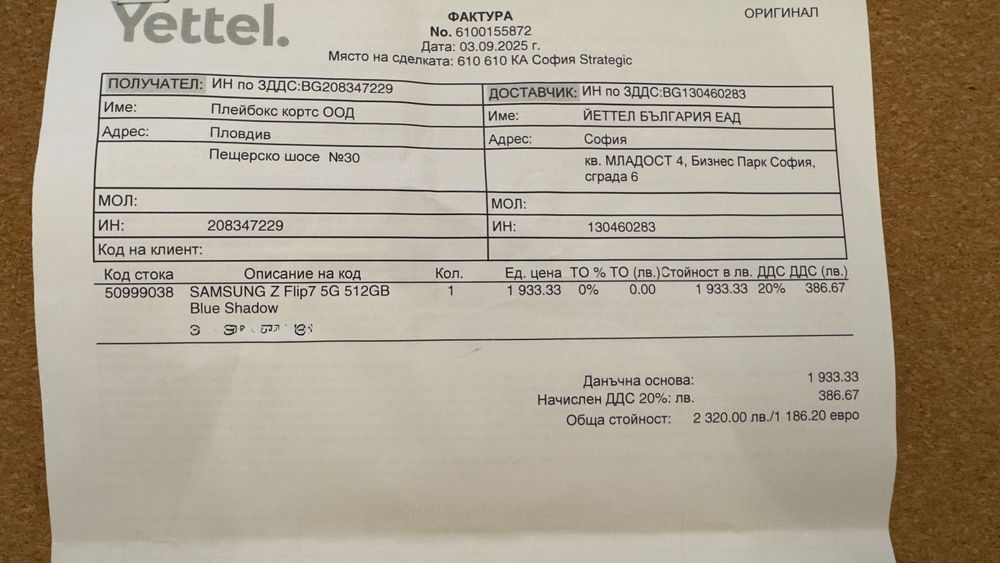 Yettel.
ФАКТУРА
ОРИГИНАЛ
No. 6100155872
Дата: 03.09.2025 г.
Място на сделката: 610 610 КА София Strategic
ПОЛУЧАТЕЛ: ИН по ЗДДС:BG208347229
Име: Плейбокс кортс ООД
Адрес: Пловдив
Пещерско шосе №30
МОЛ:
ИН: 208347229
Код на клиент:
ДОСТАВЧИК: ИН по ЗДДС:BG130460283
Име: ЙЕТТЕЛ БЪЛГАРИЯ ЕАД
Адрес: София
кв. МЛАДОСТ 4, Бизнес Парк София,
сграда 6
МОЛ:
ИН: 130460283
Код стока Описание на код Кол. Ед. цена ТО % ТО (лв.) Стойност в лв. ДДС ДДС (лв.)
50999038 SAMSUNG Z Flip7 5G 512GB 1 1 933.33 0% 0.00 1 933.33 20% 386.67
Blue Shadow
Данъчна основа: 1 933.33
Начислен ДДС 20%: лв. 386.67
Обща стойност: 2 320.00 лв./1 186.20 евро